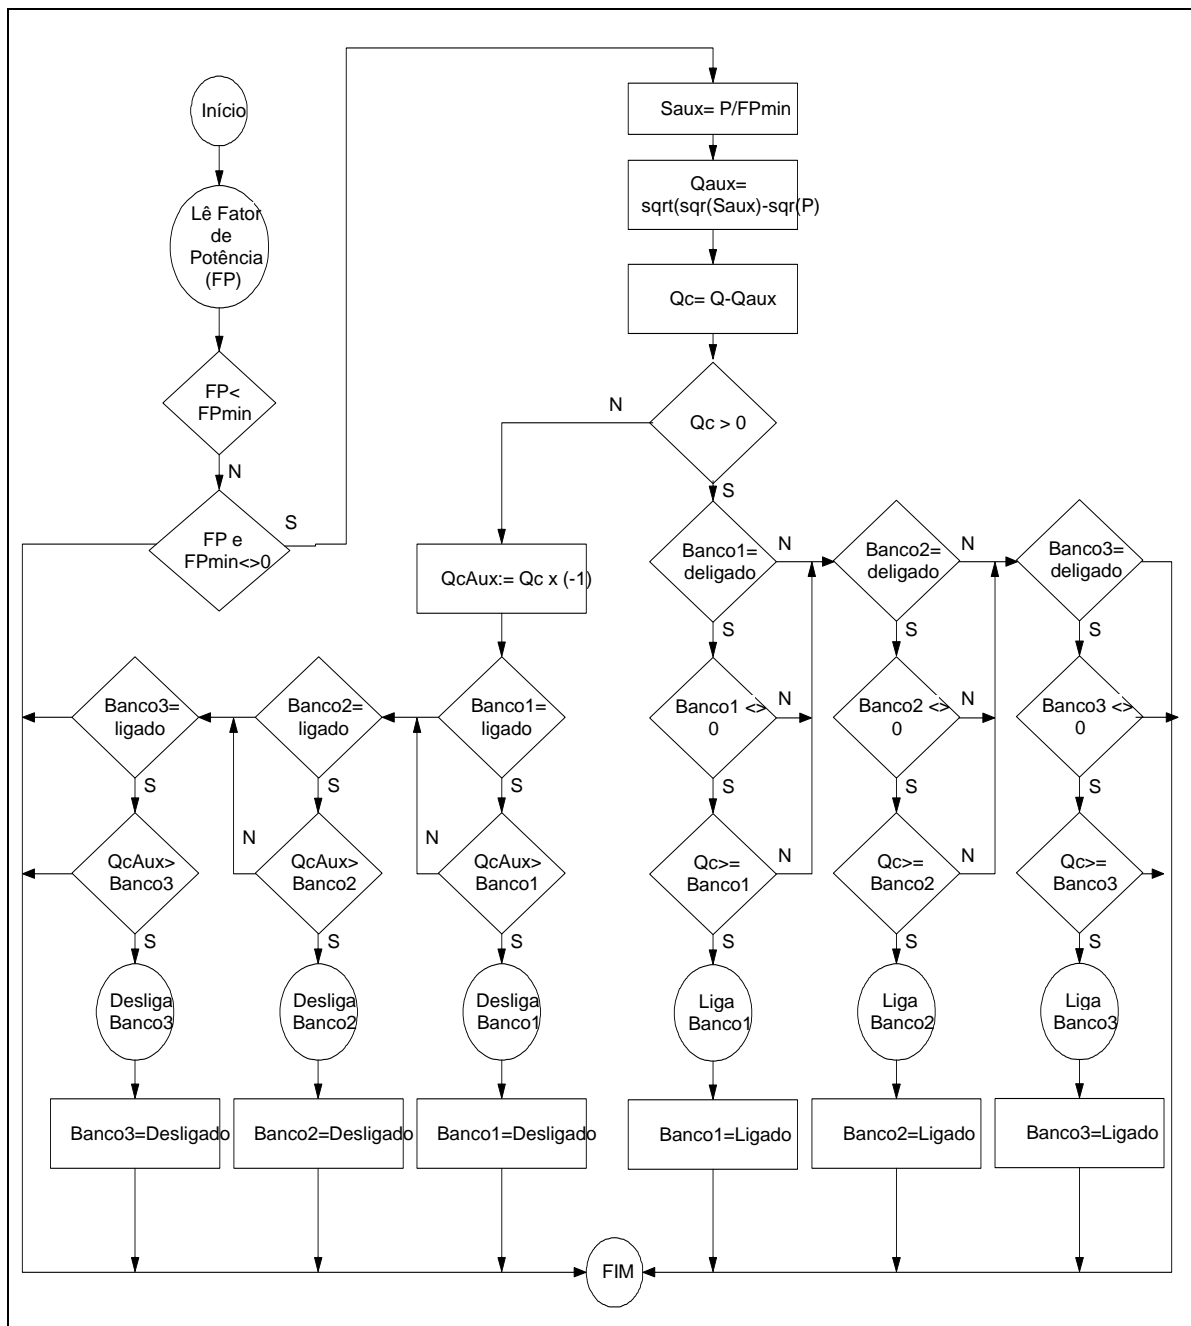 Início
Lê Fator
de
Potência
(FP)
FP<
FPmin
N
FP e
FPmin<>0
S
Saux= P/FPmin
Qaux=
sqrt(sqr(Saux)-sqr(P)
Qc= Q-Qaux
Qc > 0
N
S
QcAux:= Qc x (-1)
Banco1=
deligado
N
S
Banco2=
deligado
N
S
Banco3=
deligado
S
Banco3=
ligado
S
Banco2=
ligado
S
Banco1=
ligado
S
Banco1 <>
0
N
S
Banco2 <>
0
N
S
Banco3 <>
0
S
QcAux>
Banco3
S
N
QcAux>
Banco2
S
N
QcAux>
Banco1
S
Qc>=
Banco1
N
S
Qc>=
Banco2
N
S
Qc>=
Banco3
S
Desliga
Banco3
Desliga
Banco2
Desliga
Banco1
Liga
Banco1
Liga
Banco2
Liga
Banco3
Banco3=Desligado
Banco2=Desligado
Banco1=Desligado
Banco1=Ligado
Banco2=Ligado
Banco3=Ligado
FIM